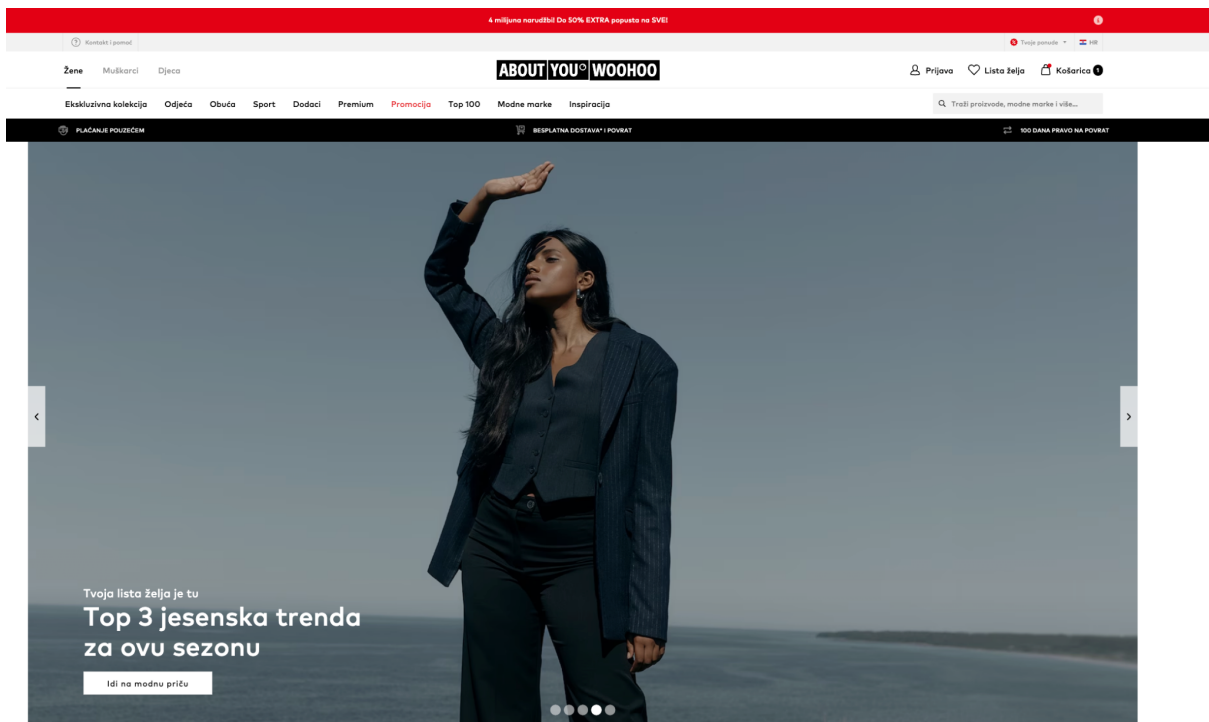 4 milijuna narudžbi! Do 50% EXTRA popusta na SVE!
Kontakt i pomoć
Tvoje ponude
HR
Žene Muškarci Djeca
ABOUT YOU° WOOHOO
Prijava Lista želja Košarica 1
Ekskluzivna kolekcija Odjeća Obuća Sport Dodaci Premium Promocija Top 100 Modne marke Inspiracija
Traži proizvode, modne marke i više...
PLAĆANJE POUZEĆEM
BESPLATNA DOSTAVA* I POVRAT
100 DANA PRAVO NA POVRAT
Tvoja lista želja je tu
Top 3 jesenska trenda
za ovu sezonu
Idi na modnu priču